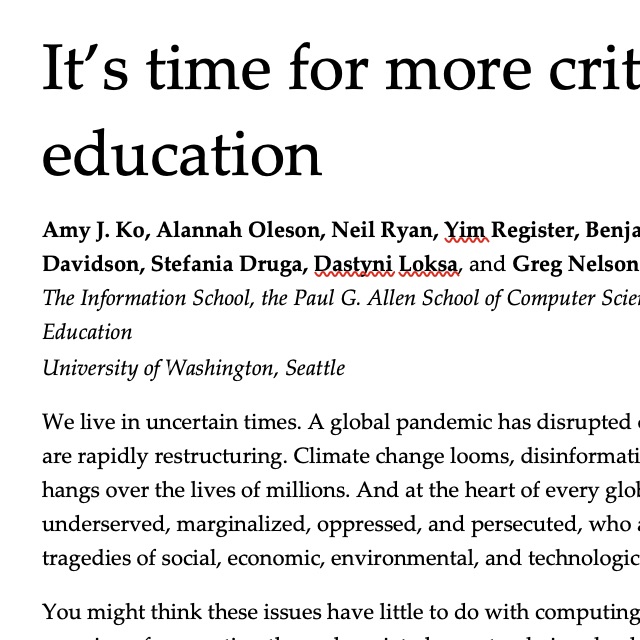 It’s time for more crit
education
Amy J. Ko, Alannah Oleson, Neil Ryan, Yim Register, Benja
Davidson, Stefania Druga, Dastyni Loksa, and Greg Nelson
The Information School, the Paul G. Allen School of Computer Scien
Education
University of Washington, Seattle
We live in uncertain times. A global pandemic has disrupted
are rapidly restructuring. Climate change looms, disinformati
hangs over the lives of millions. And at the heart of every glob
underserved, marginalized, oppressed, and persecuted, who a
tragedies of social, economic, environmental, and technologic
You might think these issues have little to do with computing